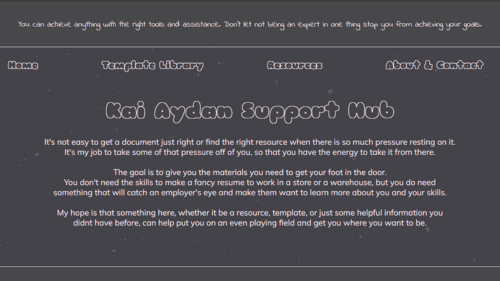 You can achieve anything with the right tools and assistance. Don't let not being an expert in one thing stop you from achieving your goals.
Home
Template Library
Resources
About & Contact
Kai Aydan Support Hub
It's not easy to get a document just right or find the right resource when there is so much pressure resting on it.
It's my job to take some of that pressure off of you, so that you have the energy to take it from there.
The goal is to give you the materials you need to get your foot in the door.
You don't need the skills to make a fancy resume to work in a store or a warehouse, but you do need
something that will catch an employer's eye and make them want to learn more about you and your skills.
My hope is that something here, whether it be a resource, template, or just some helpful information you
didnt have before, can help put you on an even playing field and get you where you want to be.